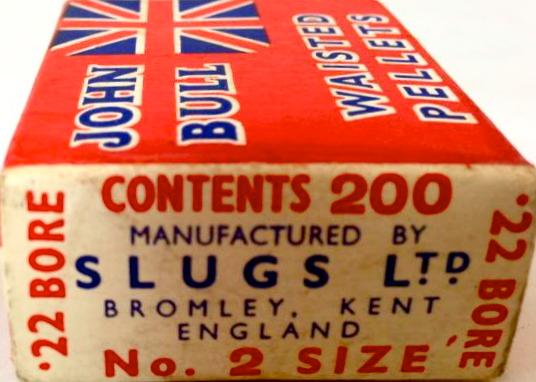 JOHN
BULL
WAISTED
PELLETS
CONTENTS 200
MANUFACTURED BY
SLUGS LTD
BROMLEY, KENT
ENGLAND
No. 2 SIZE
.22 BORE
.22 BORE